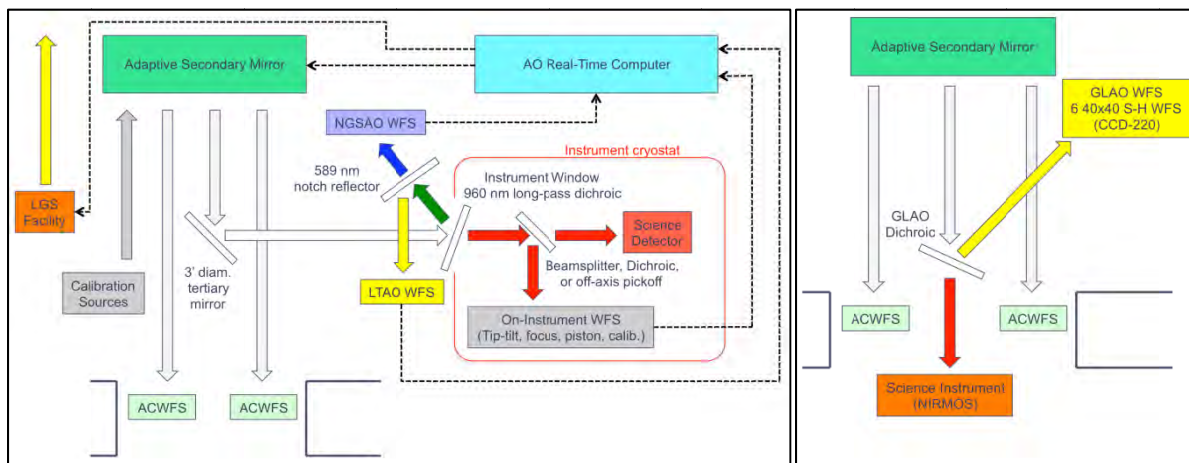 Adaptive Secondary Mirror
AO Real-Time Computer
NGSAO WFS
Instrument cryostat
589 nm
notch reflector
Instrument Window
960 nm long-pass dichroic
LGS
Facility
Science
Detector
Calibration
Sources
3' diam.
tertiary
mirror
LTAO WFS
Beamsplitter, Dichroic,
or off-axis pickoff
On-Instrument WFS
(Tip-tilt, focus, piston, calib.)
ACWFS
ACWFS
Adaptive Secondary Mirror
GLAO WFS
6 40x40 S-H WFS
(CCD-220)
GLAO
Dichroic
ACWFS
ACWFS
Science Instrument
(NIRMOS)